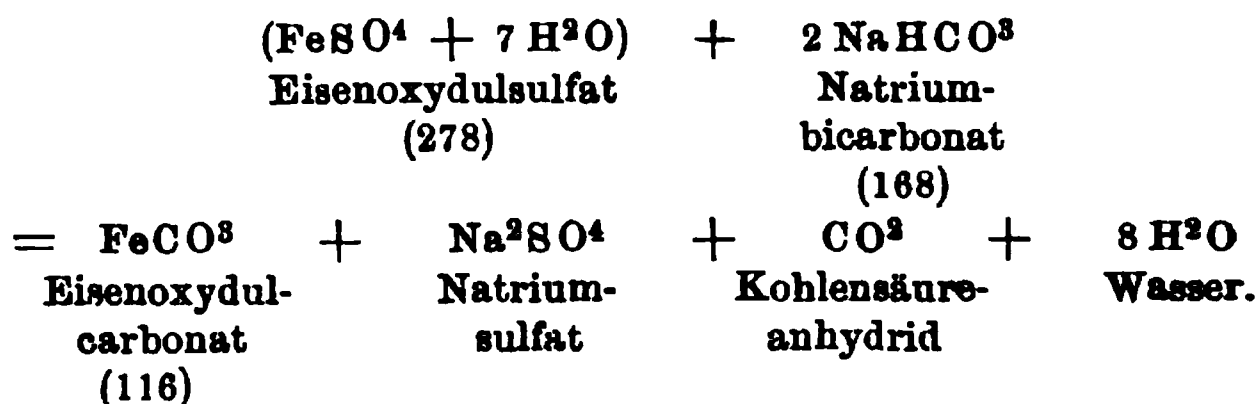 (FeSO⁴ + 7 H²O) + 2 NaHCO³
Eisenoxydulsulfat Natrium-
(278) bicarbonat
(168)
= FeCO³ + Na²SO⁴ + CO² + 8 H²O
Eisenoxydul- Natrium- Kohlensäure- Wasser.
carbonat sulfat anhydrid
(116)